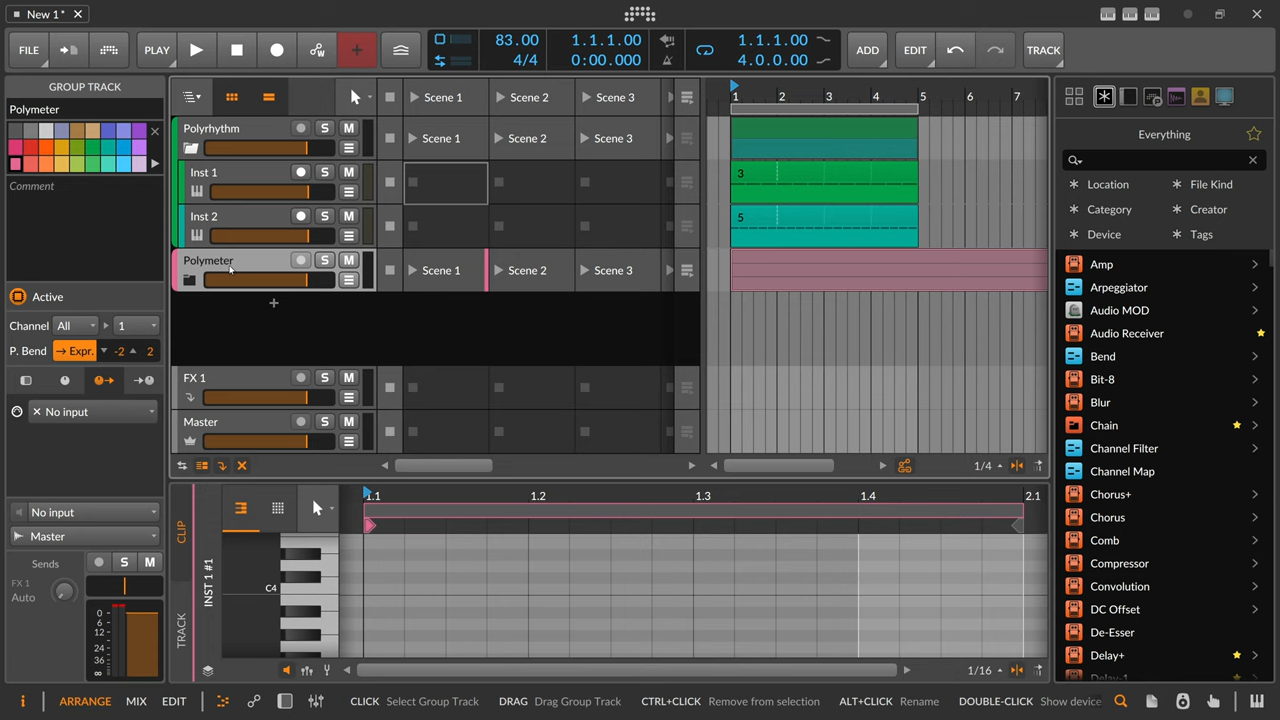 New 1*
FILE
PLAY
83.00
4/4
1.1.1.00
0:00.000
1.1.1.00
4.0.0.00
ADD
EDIT
TRACK
GROUP TRACK
Polymeter
Comment
Active
Channel All 1
P. Bend Expr. -2 2
No input
No input
Master
Sends
S M
FX 1
Auto
0
6
12
24
36
∞
Scene 1 Scene 2 Scene 3
Polyrhythm S M
Scene 1 Scene 2 Scene 3
Inst 1 S M
Inst 2 S M
Polymeter S M
Scene 1 Scene 2 Scene 3
+
FX 1 S M
Master S M
1 2 3 4 5 6 7
3
5
1/4
CLIP
TRACK
INST 1 #1
1.1 1.2 1.3 1.4 2.1
C4
1/16
Everything
Location File Kind
Category Creator
Device Tags
Amp
Arpeggiator
Audio MOD
Audio Receiver
Bend
Bit-8
Blur
Chain
Channel Filter
Channel Map
Chorus+
Chorus
Comb
Compressor
Convolution
DC Offset
De-Esser
Delay+
Delay-1
i ARRANGE MIX EDIT
CLICK Select Group Track DRAG Drag Group Track CTRL+CLICK Remove from selection ALT+CLICK Rename DOUBLE-CLICK Show device